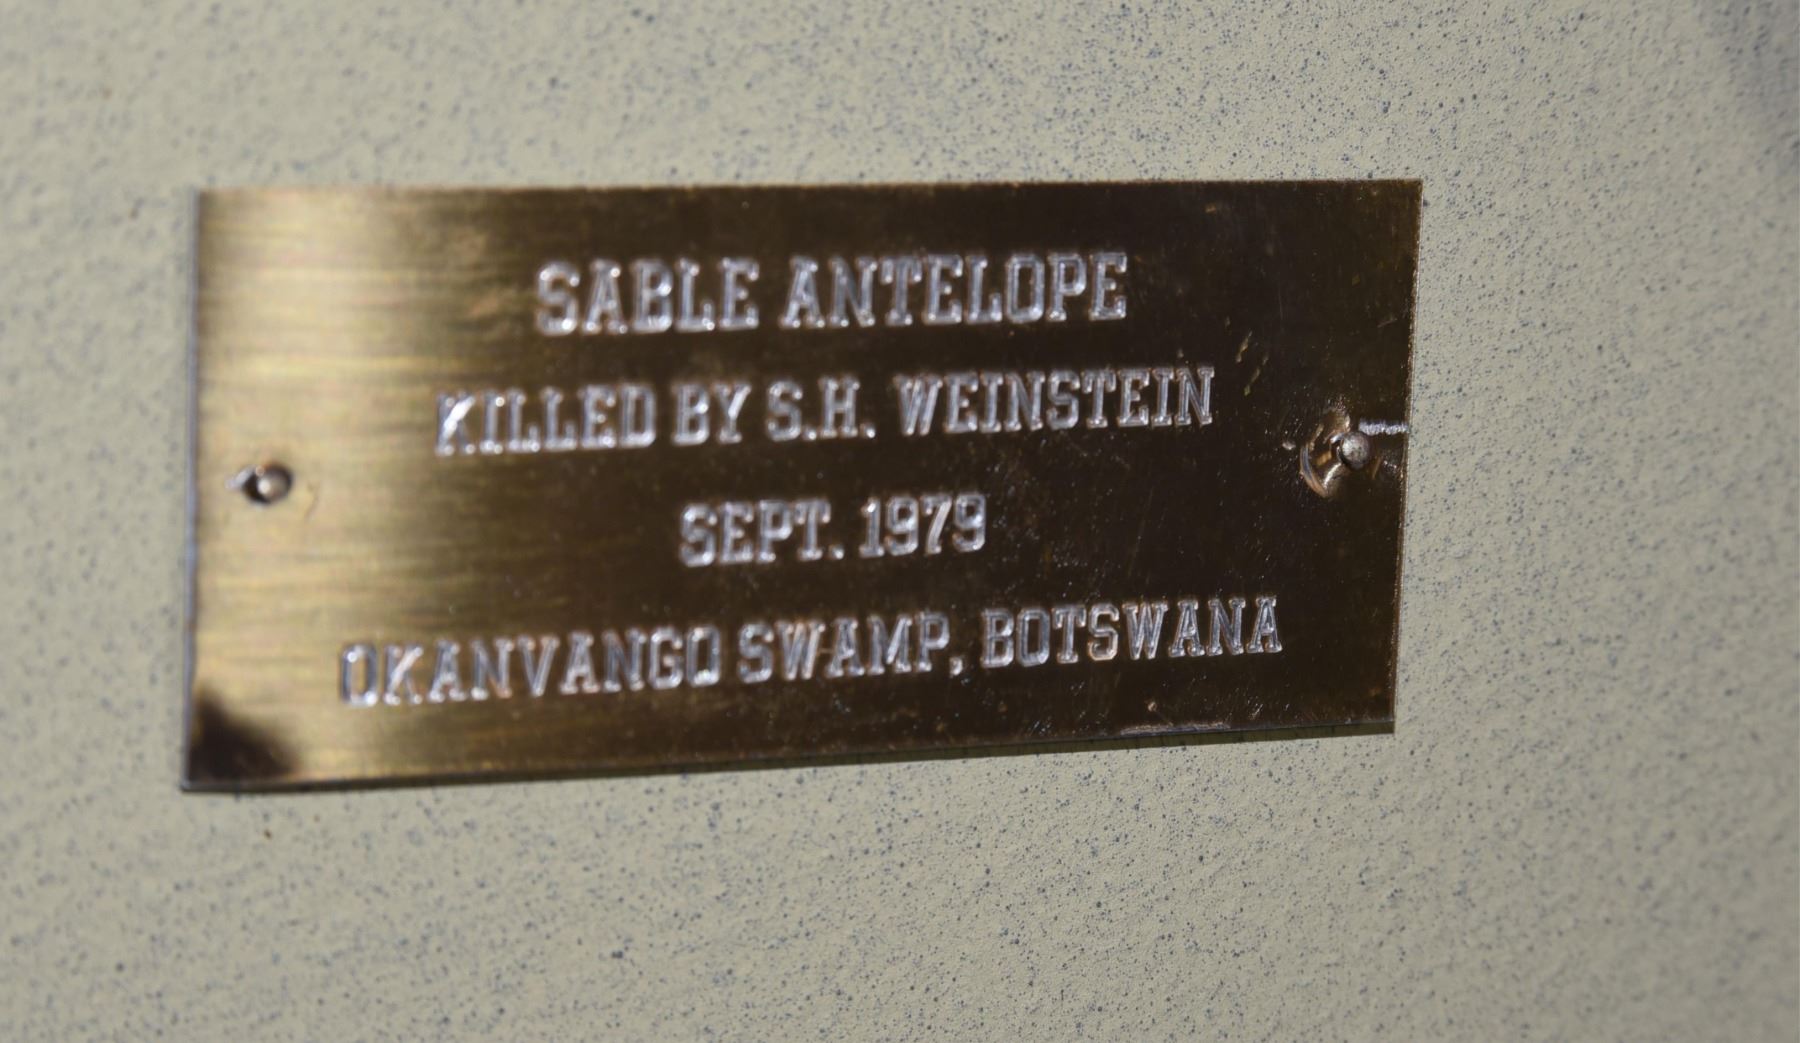 SABLE ANTELOPE
KILLED BY S.H. WEINSTEIN
SEPT. 1979
OKANVANGO SWAMP, BOTSWANA